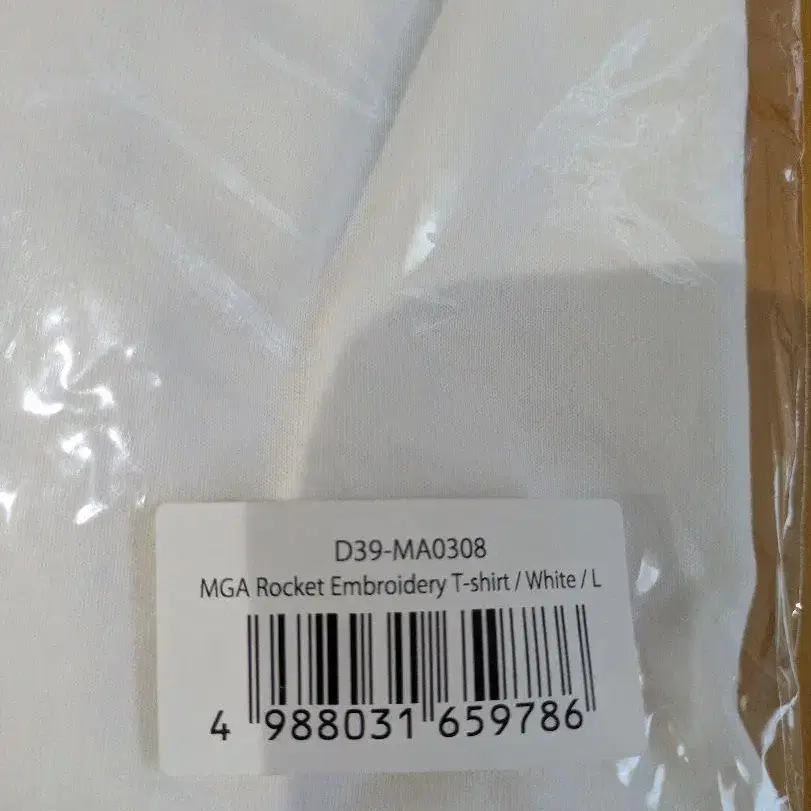 D39-MA0308
MGA Rocket Embroidery T-shirt / White / L
4 988031 659786